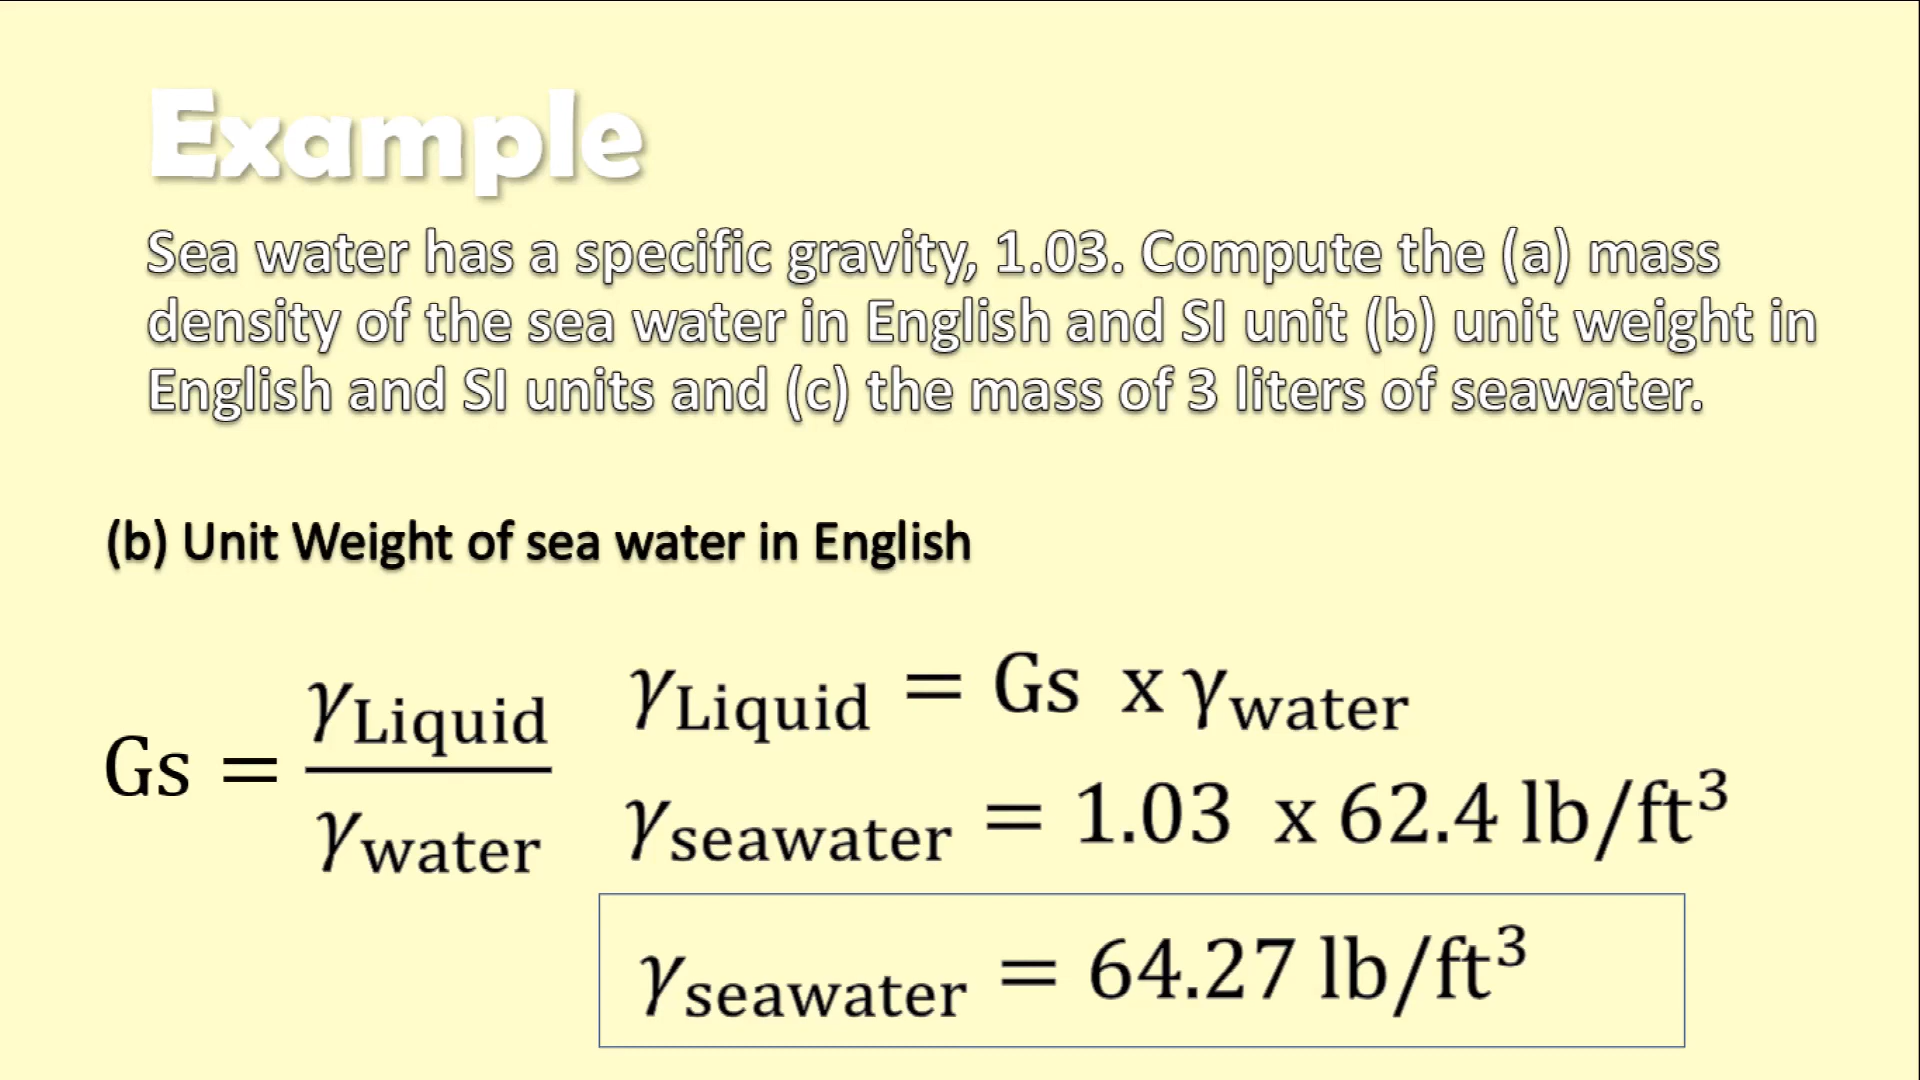 Example
Sea water has a specific gravity, 1.03. Compute the (a) mass
density of the sea water in English and SI unit (b) unit weight in
English and SI units and (c) the mass of 3 liters of seawater.
(b) Unit Weight of sea water in English
Gs = γLiquid / γwater
γLiquid = Gs x γwater
γseawater = 1.03 x 62.4 lb/ft³
γseawater = 64.27 lb/ft³